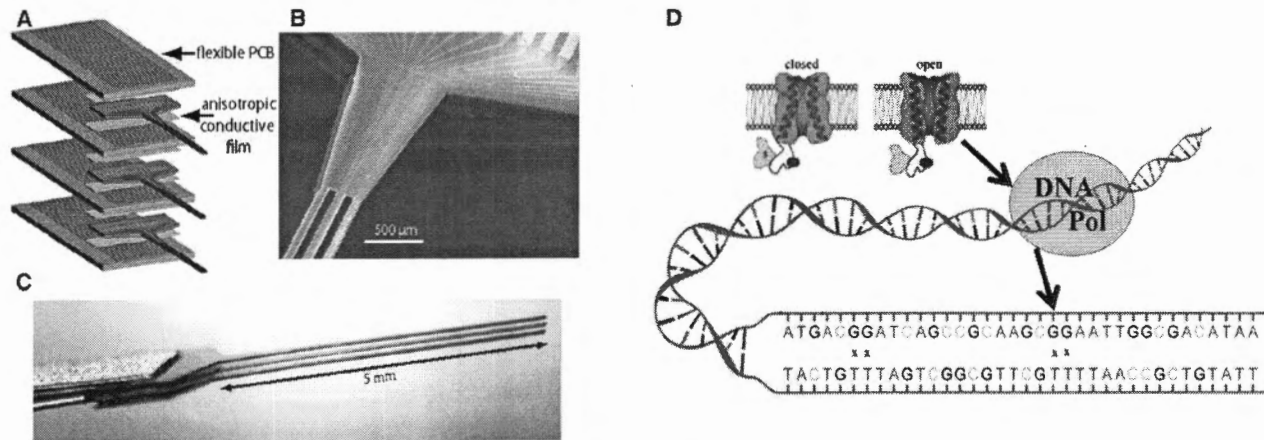 A
flexible PCB
anisotropic
conductive
film
B
500 µm
C
5 mm
D
closed
open
DNA
Pol
ATGACGGATCAGCCGCAAGCGGAATTGGCGACATAA
x x x x
TACTGTTTAGTCGGCGTTCGTTTTAACCGCTGTATT